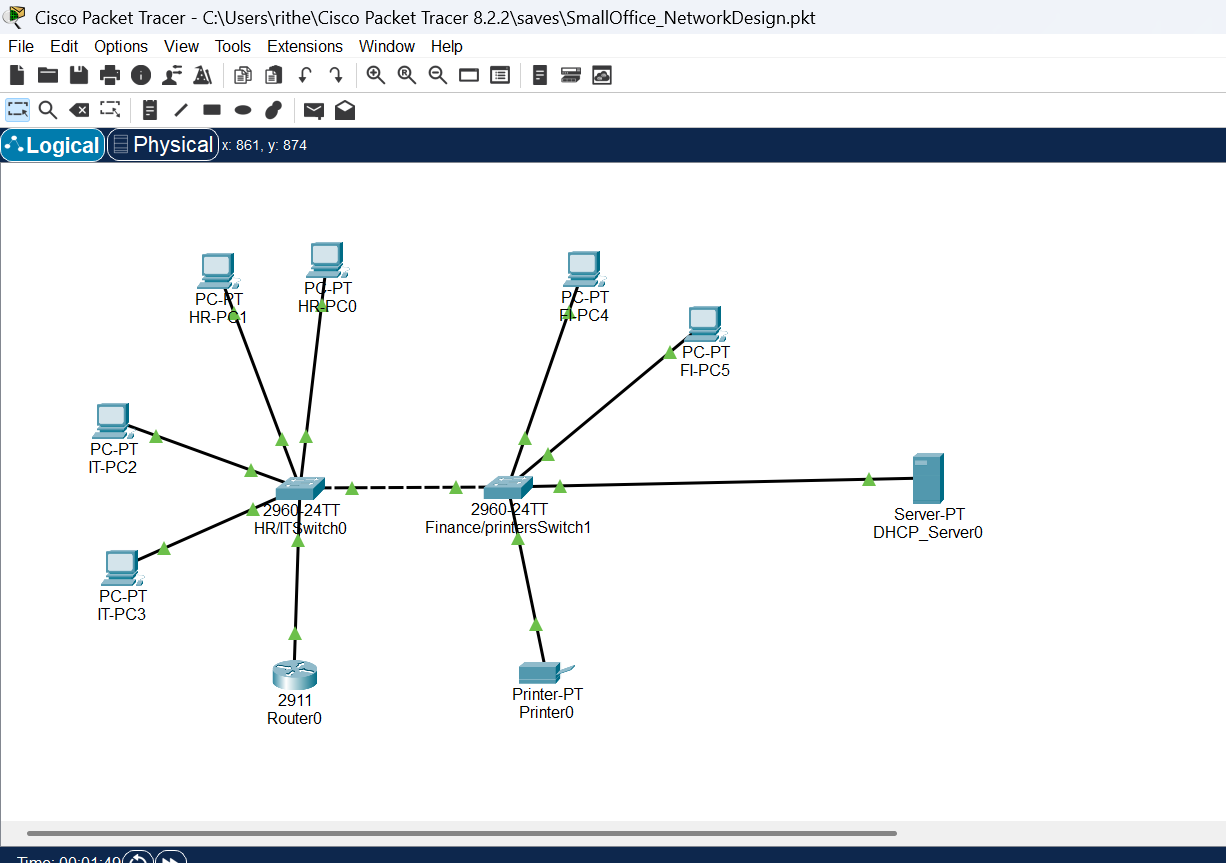 Cisco Packet Tracer - C:\Users\rithe\Cisco Packet Tracer 8.2.2\saves\SmallOffice_NetworkDesign.pkt
File Edit Options View Tools Extensions Window Help
Logical Physical x: 861, y: 874
PC-PT
HR-PC1
PC-PT
HR-PC0
PC-PT
FI-PC4
PC-PT
FI-PC5
PC-PT
IT-PC2
2960-24TT
HR/ITSwitch0
2960-24TT
Finance/printersSwitch1
Server-PT
DHCP_Server0
PC-PT
IT-PC3
2911
Router0
Printer-PT
Printer0
Time: 00:01:49